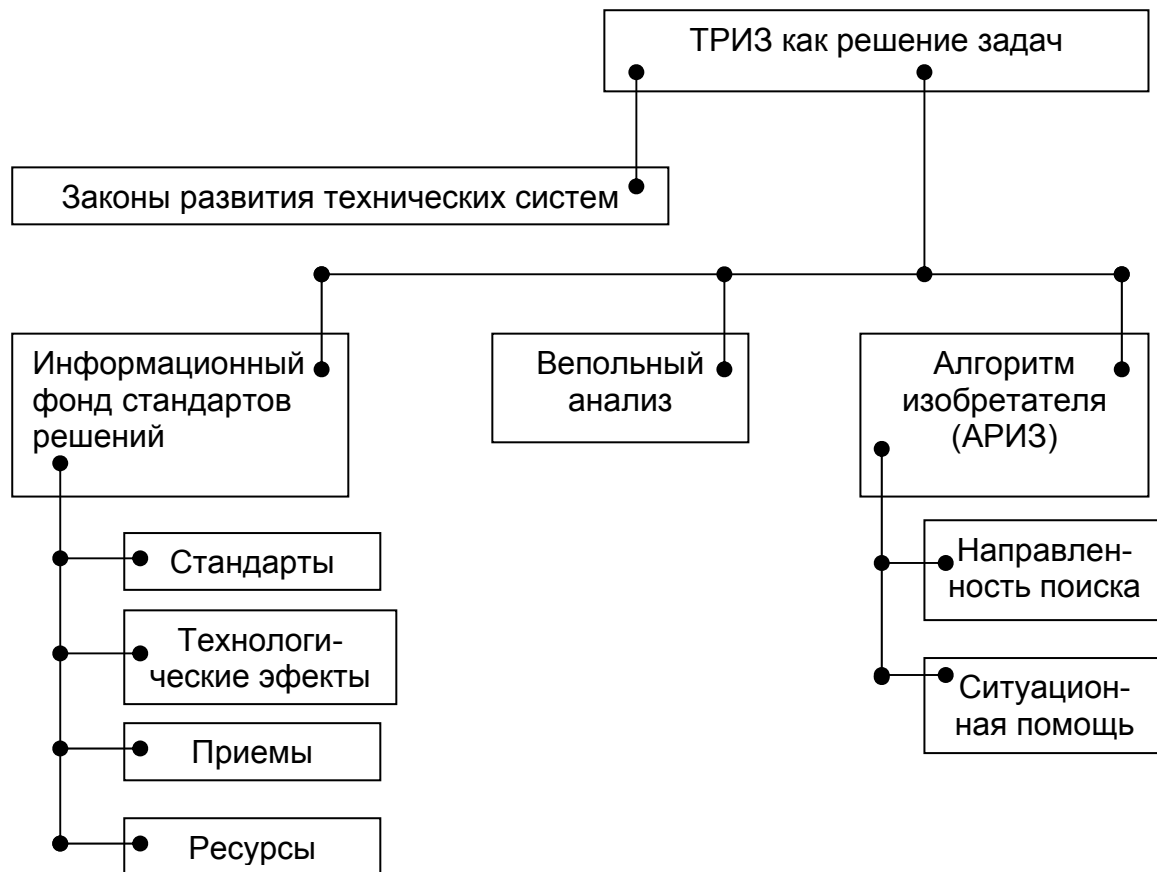 ТРИЗ как решение задач
Законы развития технических систем
Информационный
фонд стандартов
решений
Вепольный
анализ
Алгоритм
изобретателя
(АРИЗ)
Стандарты
Технологи-
ческие эфекты
Приемы
Ресурсы
Направлен-
ность поиска
Ситуацион-
ная помощь